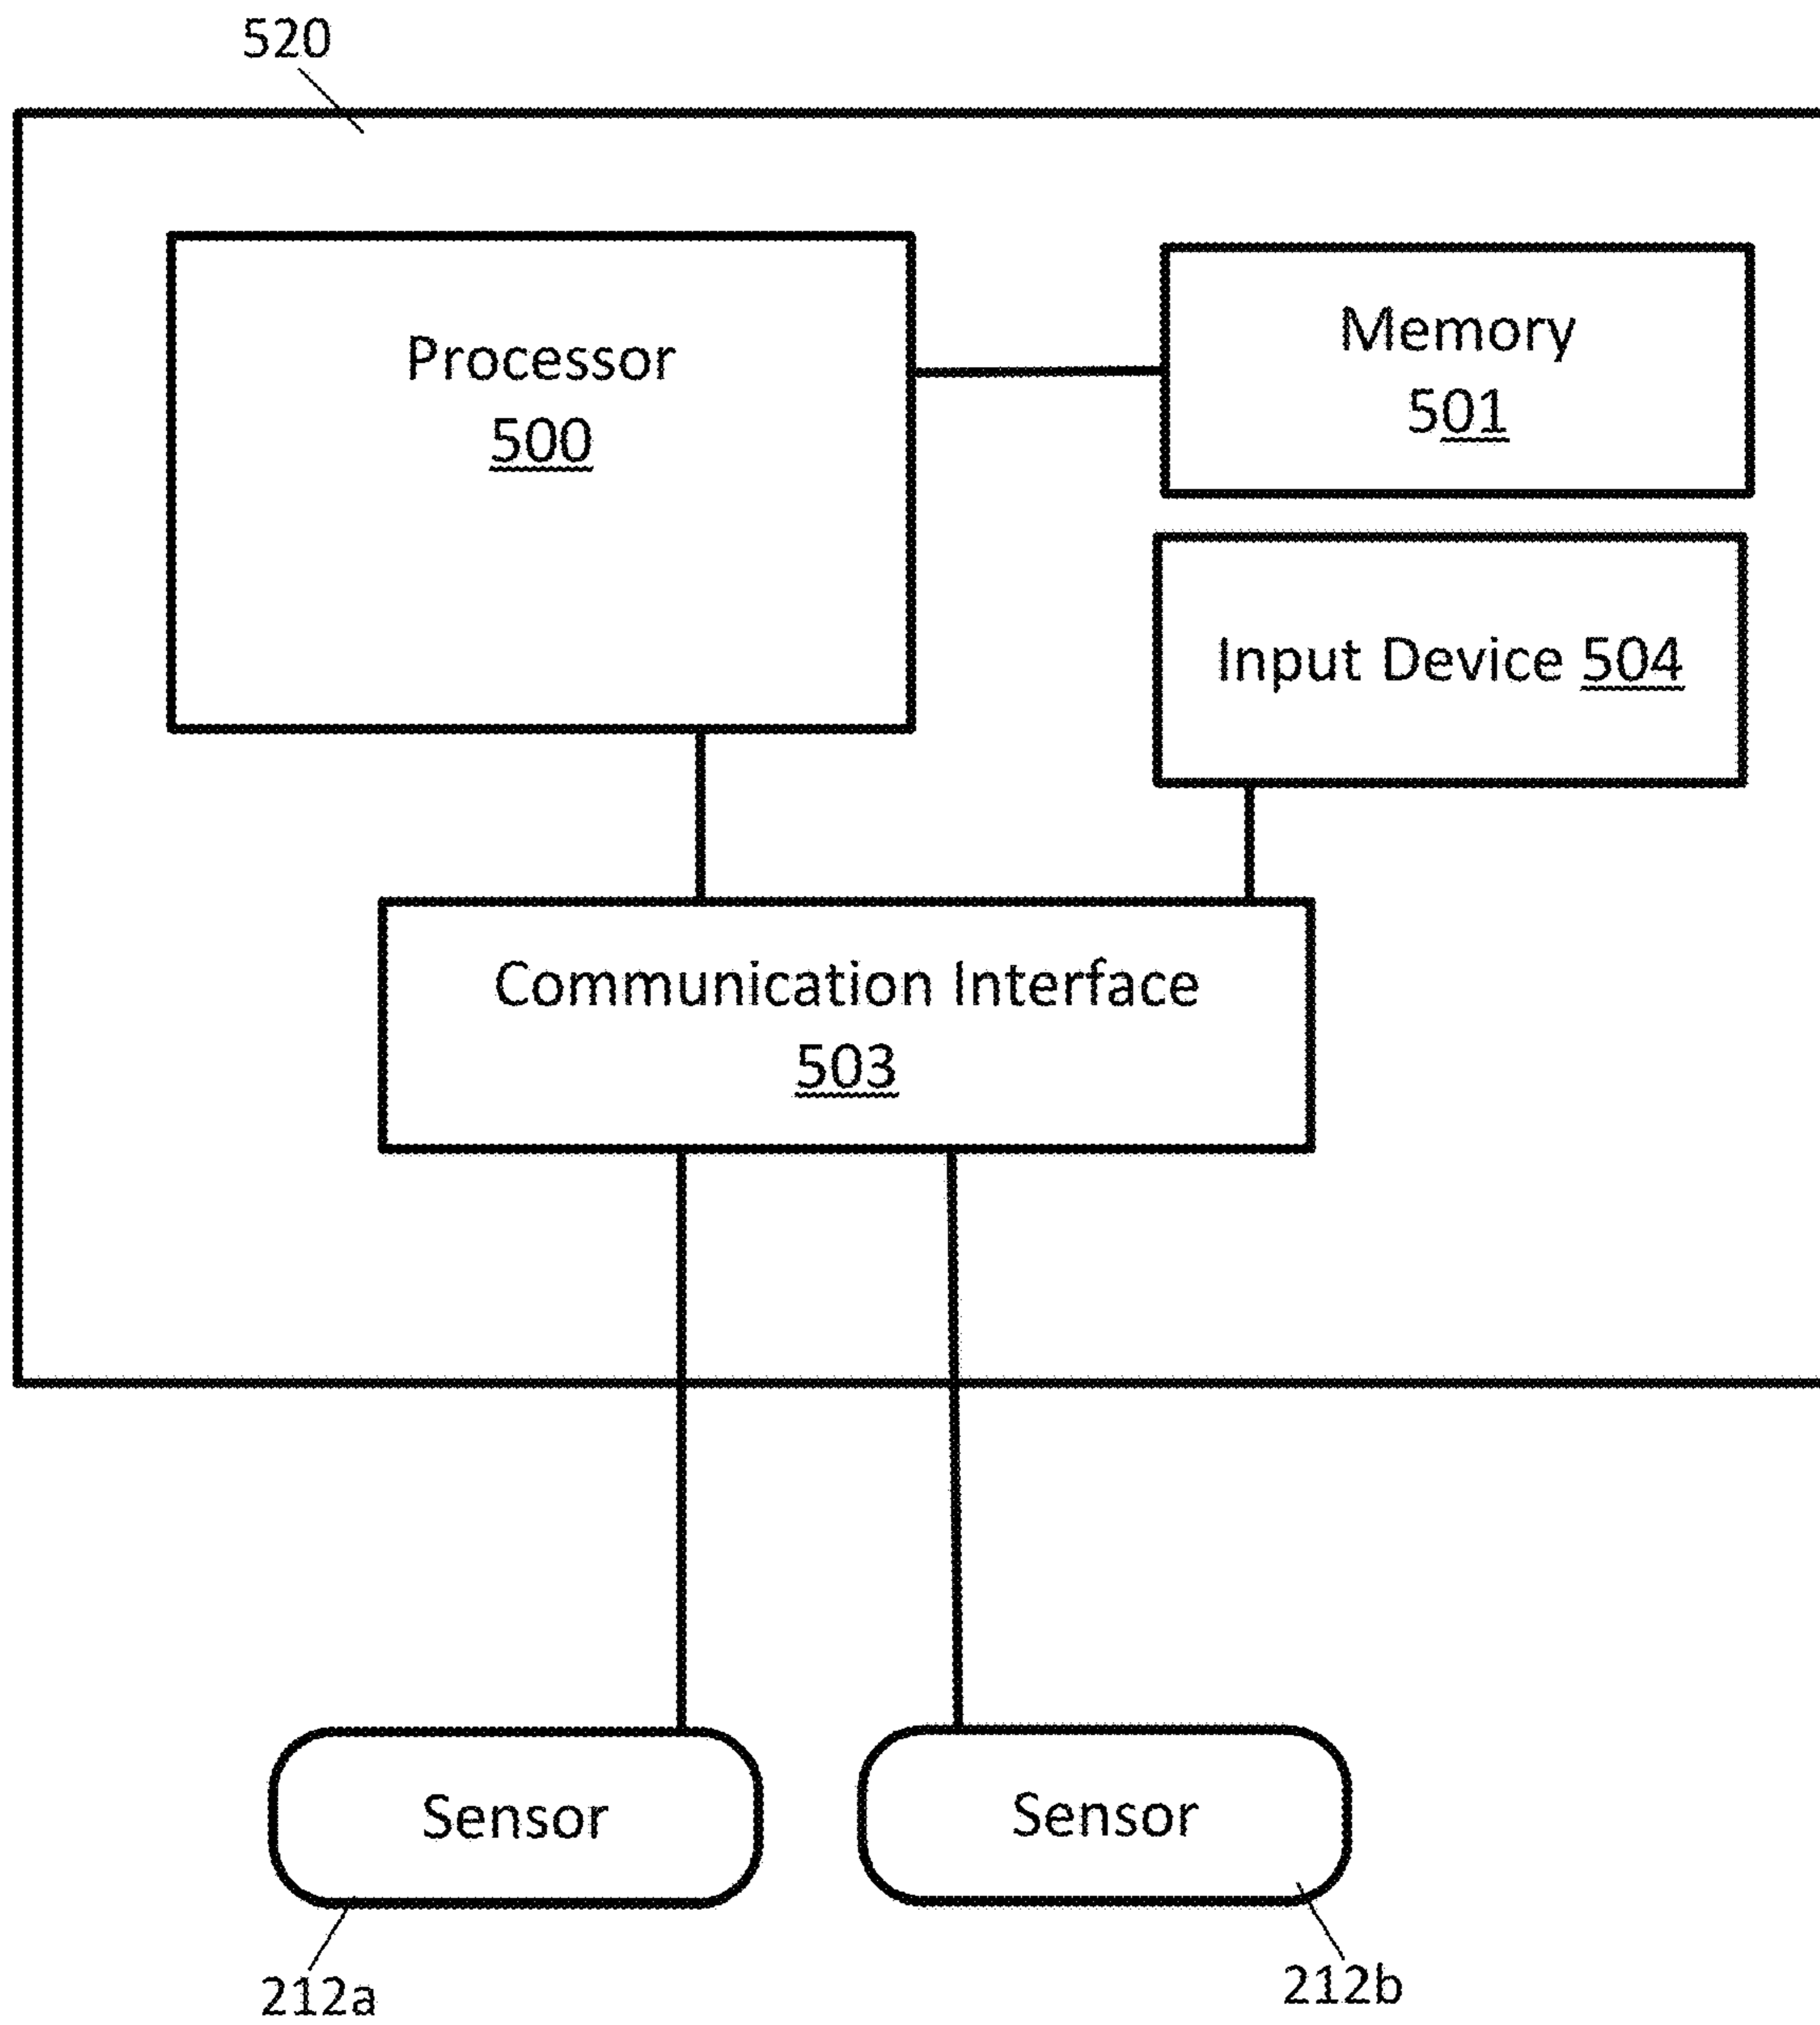 520
Processor
500
Memory
501
Input Device 504
Communication Interface
503
Sensor
Sensor
212a
212b